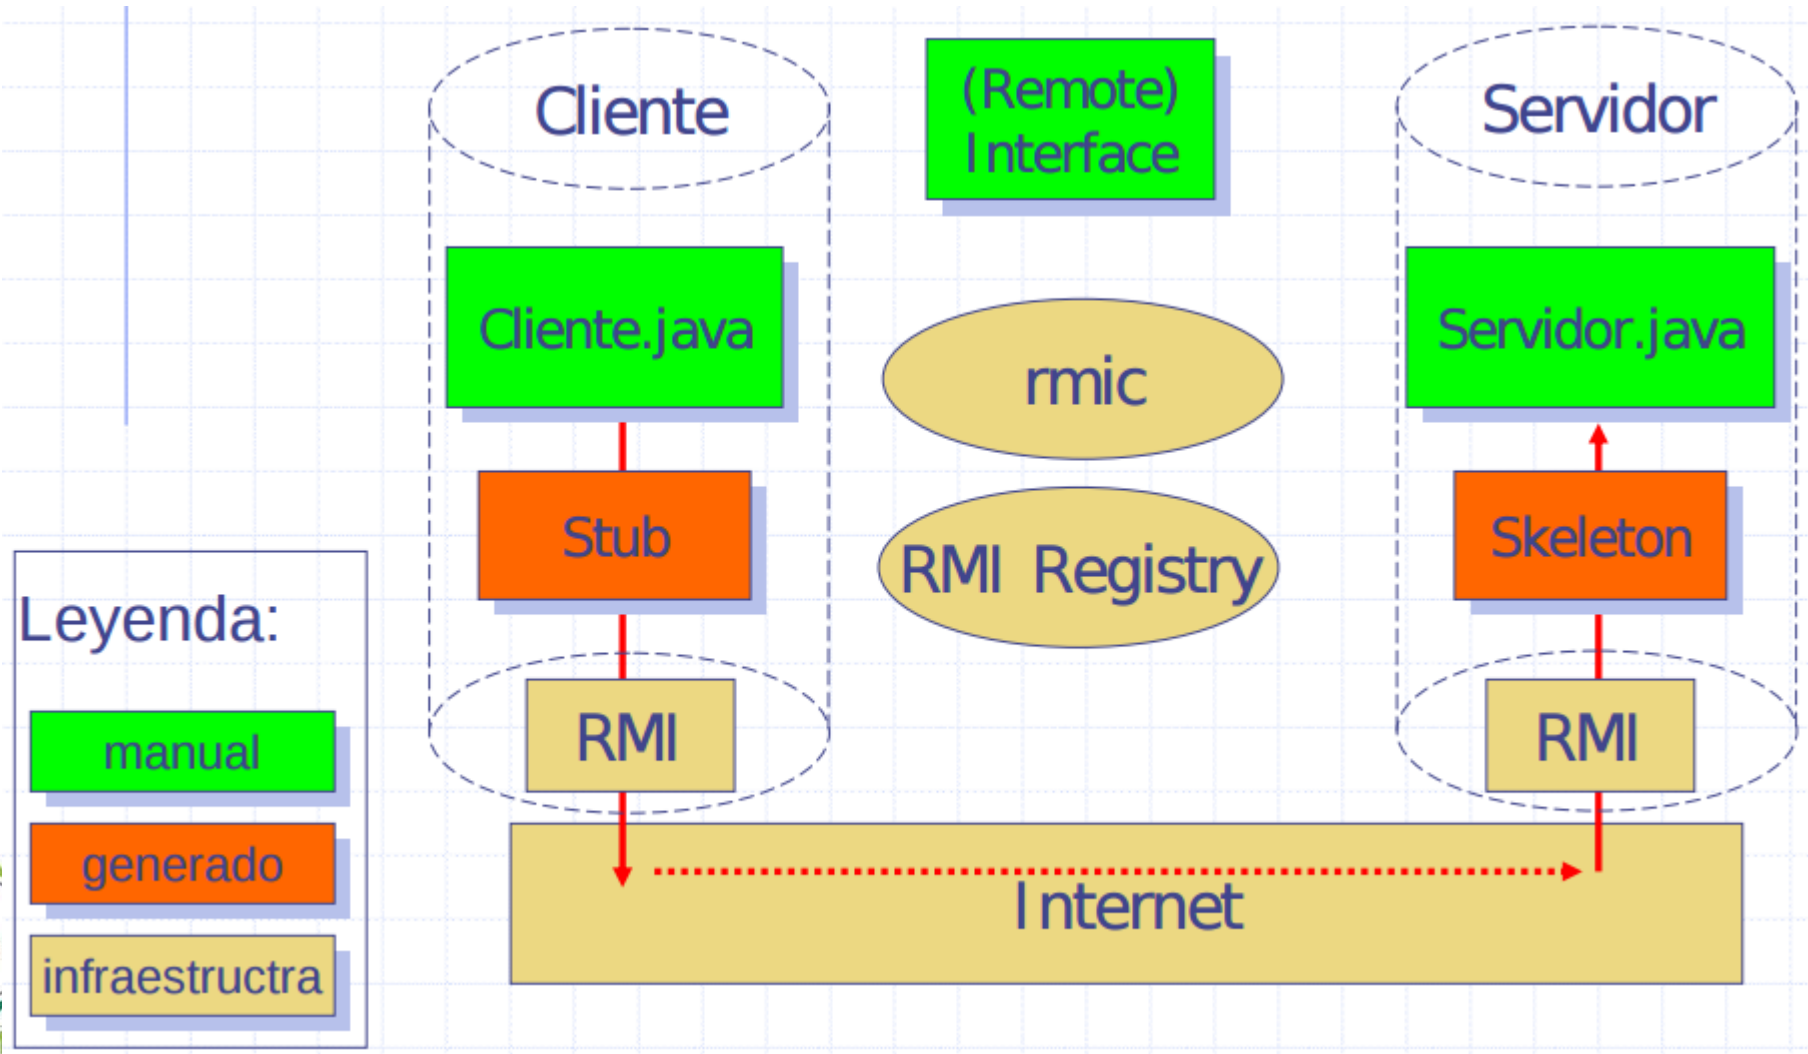 Cliente
(Remote)
Interface
Servidor
Cliente.java
rmic
Servidor.java
Stub
RMI Registry
Skeleton
RMI
RMI
Internet
Leyenda:
manual
generado
infraestructra